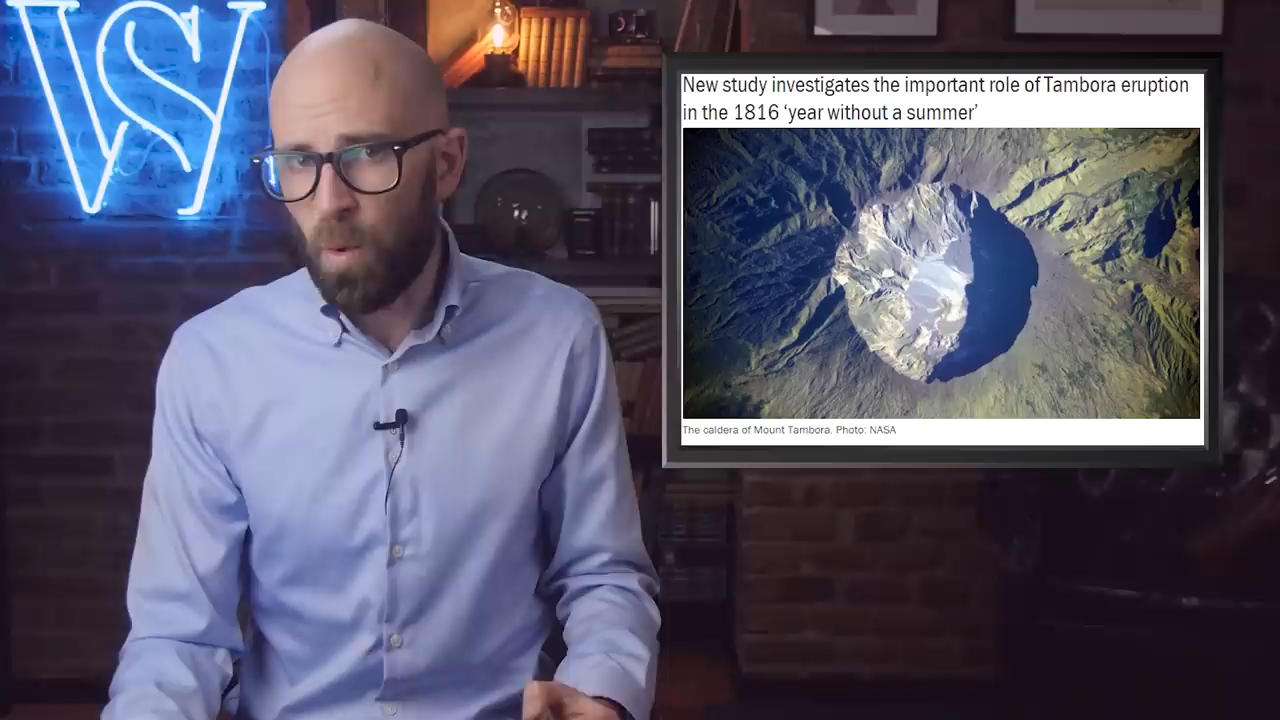 WS
New study investigates the important role of Tambora eruption
in the 1816 ‘year without a summer’
The caldera of Mount Tambora. Photo: NASA